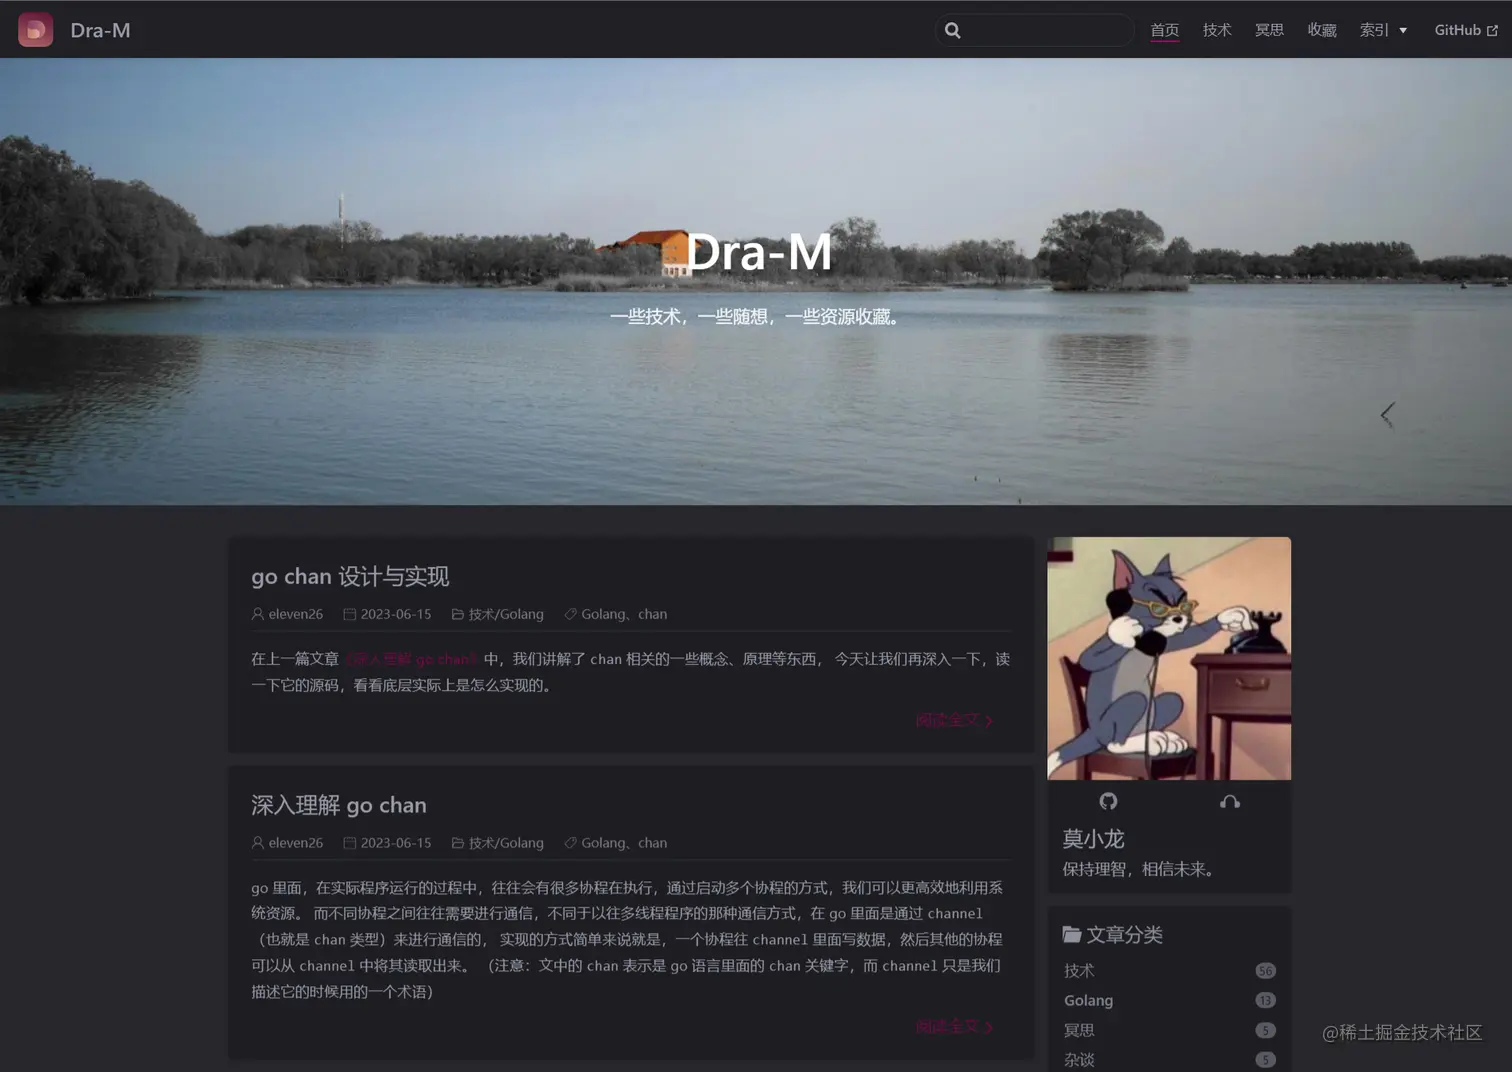 Dra-M
首页 技术 冥思 收藏 索引 GitHub
Dra-M
一些技术，一些随想，一些资源收藏。
go chan 设计与实现
eleven26 2023-06-15 技术/Golang Golang、chan
在上一篇文章《深入理解 go chan》中，我们讲解了 chan 相关的一些概念、原理等东西， 今天让我们再深入一下，读
一下它的源码，看看底层实际上是怎么实现的。
阅读全文
深入理解 go chan
eleven26 2023-06-15 技术/Golang Golang、chan
go 里面，在实际程序运行的过程中，往往会有很多协程在执行，通过启动多个协程的方式，我们可以更高效地利用系
统资源。 而不同协程之间往往需要进行通信，不同于以往多线程程序的那种通信方式，在 go 里面是通过 channel
（也就是 chan 类型）来进行通信的， 实现的方式简单来说就是，一个协程往 channel 里面写数据，然后其他的协程
可以从 channel 中将其读取出来。 （注意：文中的 chan 表示是 go 语言里面的 chan 关键字，而 channel 只是我们
描述它的时候用的一个术语）
阅读全文
莫小龙
保持理智，相信未来。
文章分类
技术 56
Golang 13
冥思 5
杂谈 5
@稀土掘金技术社区